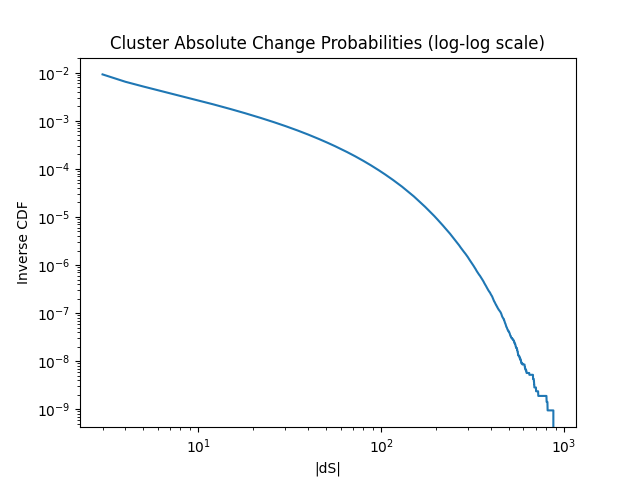 Cluster Absolute Change Probabilities (log-log scale)
Inverse CDF
10⁻²
10⁻³
10⁻⁴
10⁻⁵
10⁻⁶
10⁻⁷
10⁻⁸
10⁻⁹
10¹ 10² 10³
|dS|